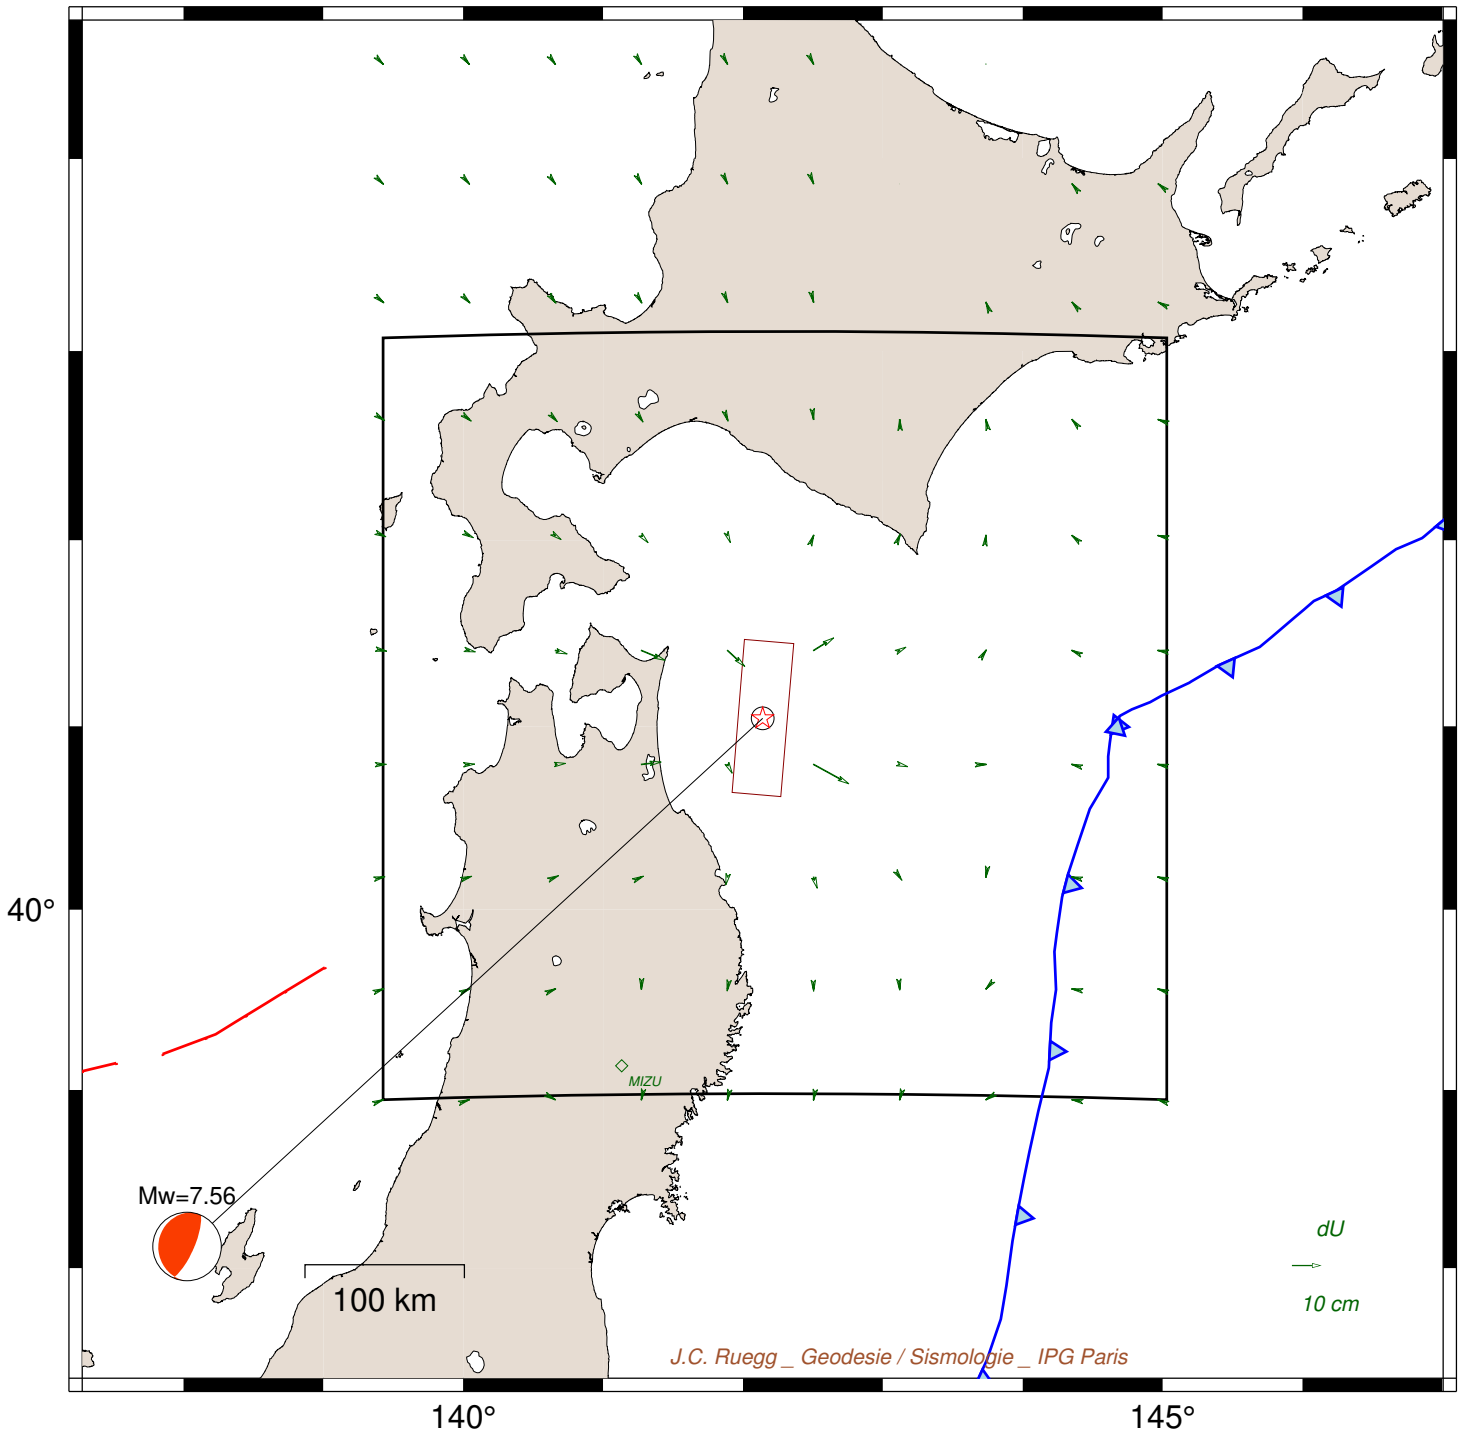 40°
MIZU
Mw=7.56
dU
10 cm
100 km
J.C. Ruegg _ Geodesie / Sismologie _ IPG Paris
140°
145°